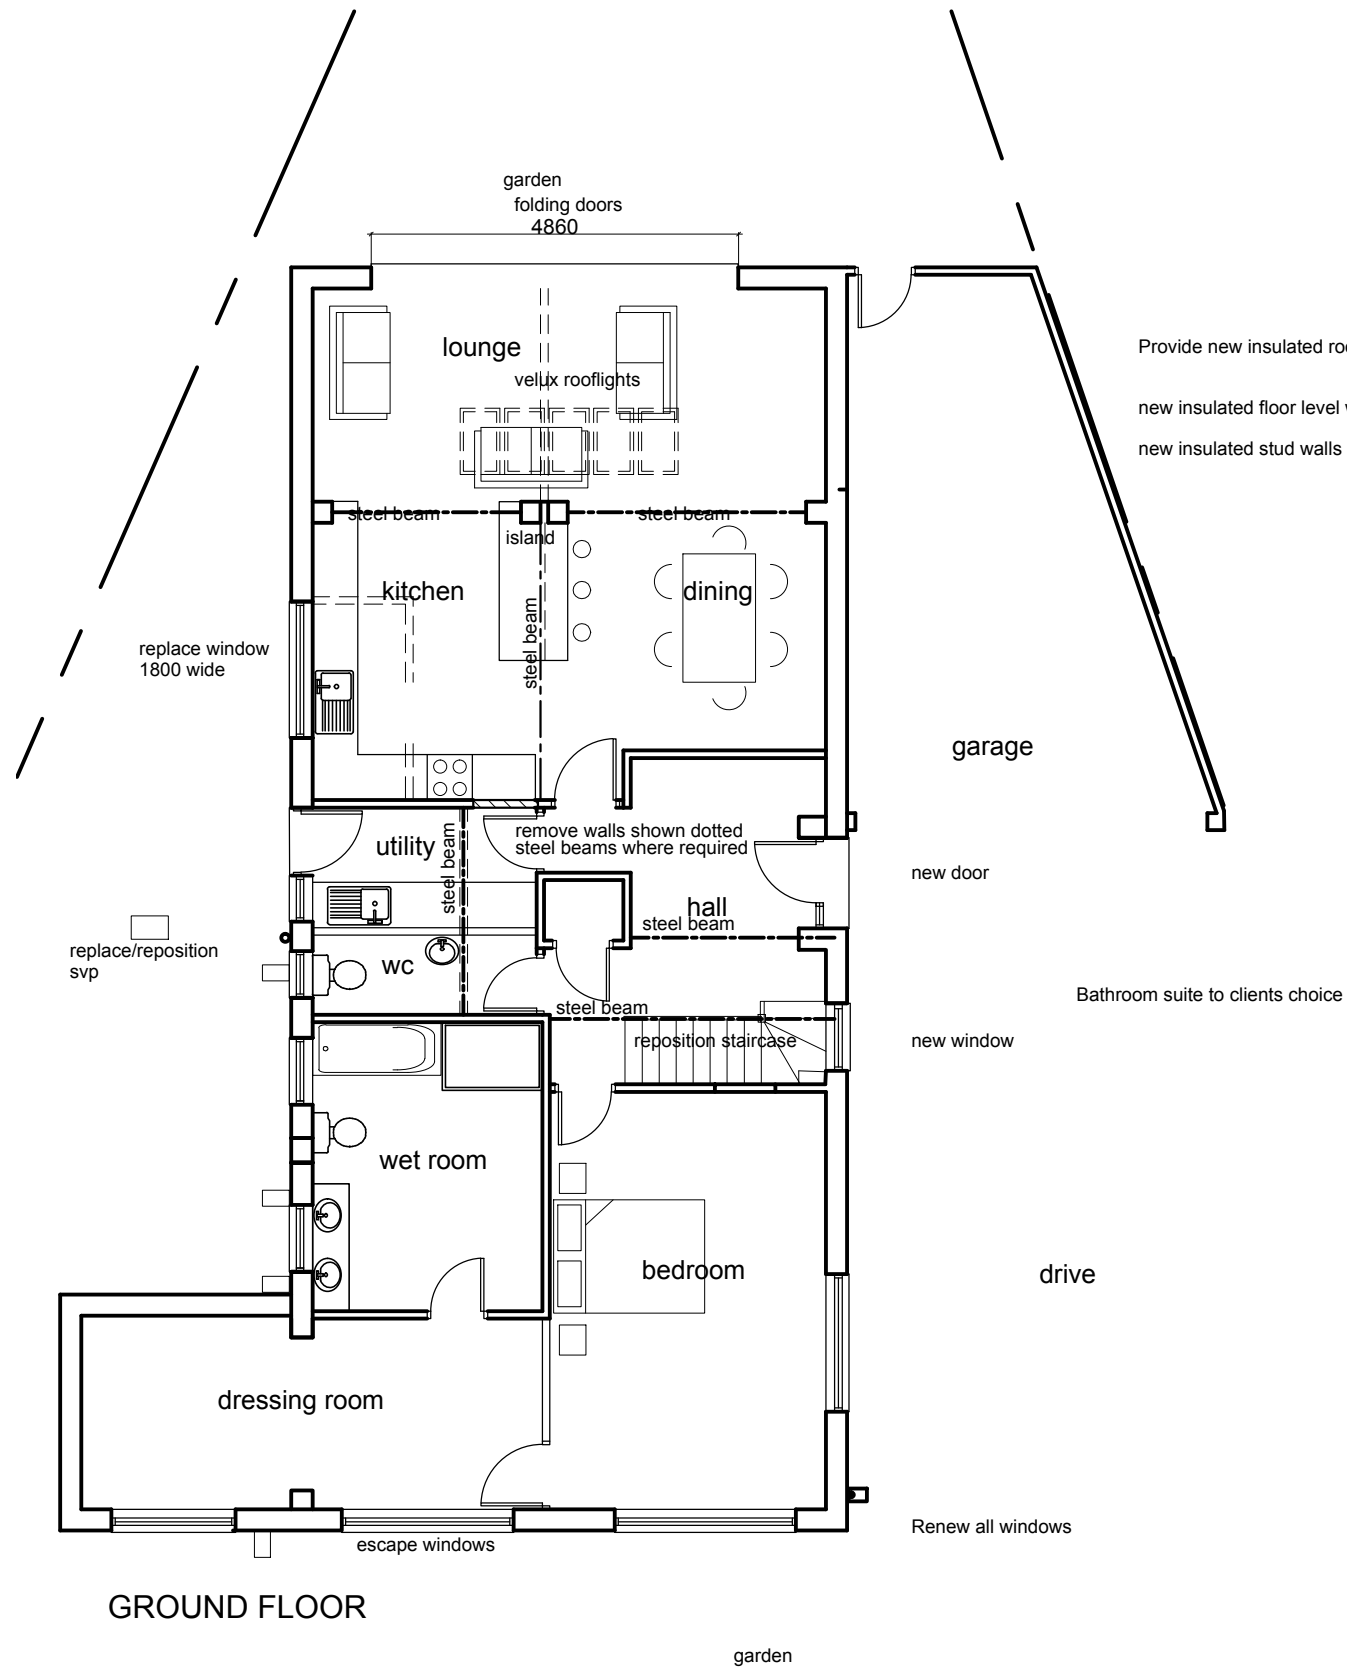 garden
folding doors
4860
lounge
velux rooflights
Provide new insulated
new insulated floor level
new insulated stud walls
steel beam
steel beam
island
kitchen
dining
steel beam
replace window
1800 wide
garage
utility
steel beam
remove walls shown dotted
steel beams where required
new door
hall
steel beam
replace/reposition
svp
wc
steel beam
Bathroom suite to clients choice
reposition staircase
new window
wet room
bedroom
drive
dressing room
Renew all windows
escape windows
GROUND FLOOR
garden